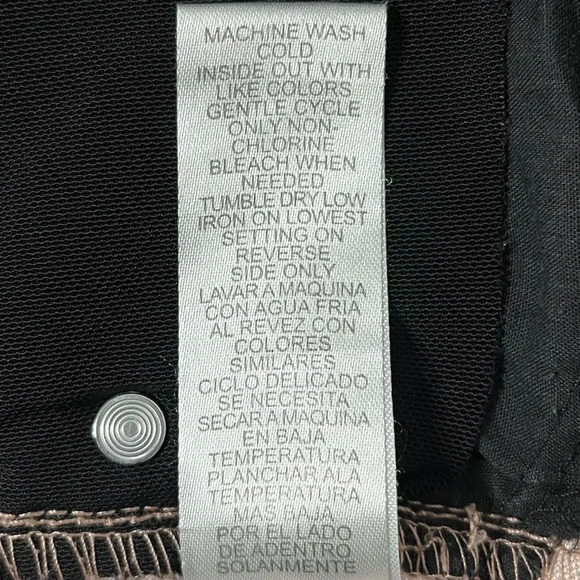 MACHINE WASH
COLD
INSIDE OUT WITH
LIKE COLORS
GENTLE CYCLE
ONLY NON-
CHLORINE
BLEACH WHEN
NEEDED
TUMBLE DRY LOW
IRON ON LOWEST
SETTING ON
REVERSE
SIDE ONLY
LAVAR A MAQUINA
CON AGUA FRIA
AL REVEZ CON
COLORES
SIMILARES
CICLO DELICADO
SE NECESITA
SECAR A MAQUINA
EN BAJA
TEMPERATURA
PLANCHAR ALA
TEMPERATURA
MAS BAJA
POR EL LADO
DE ADENTRO
SOLANMENTE